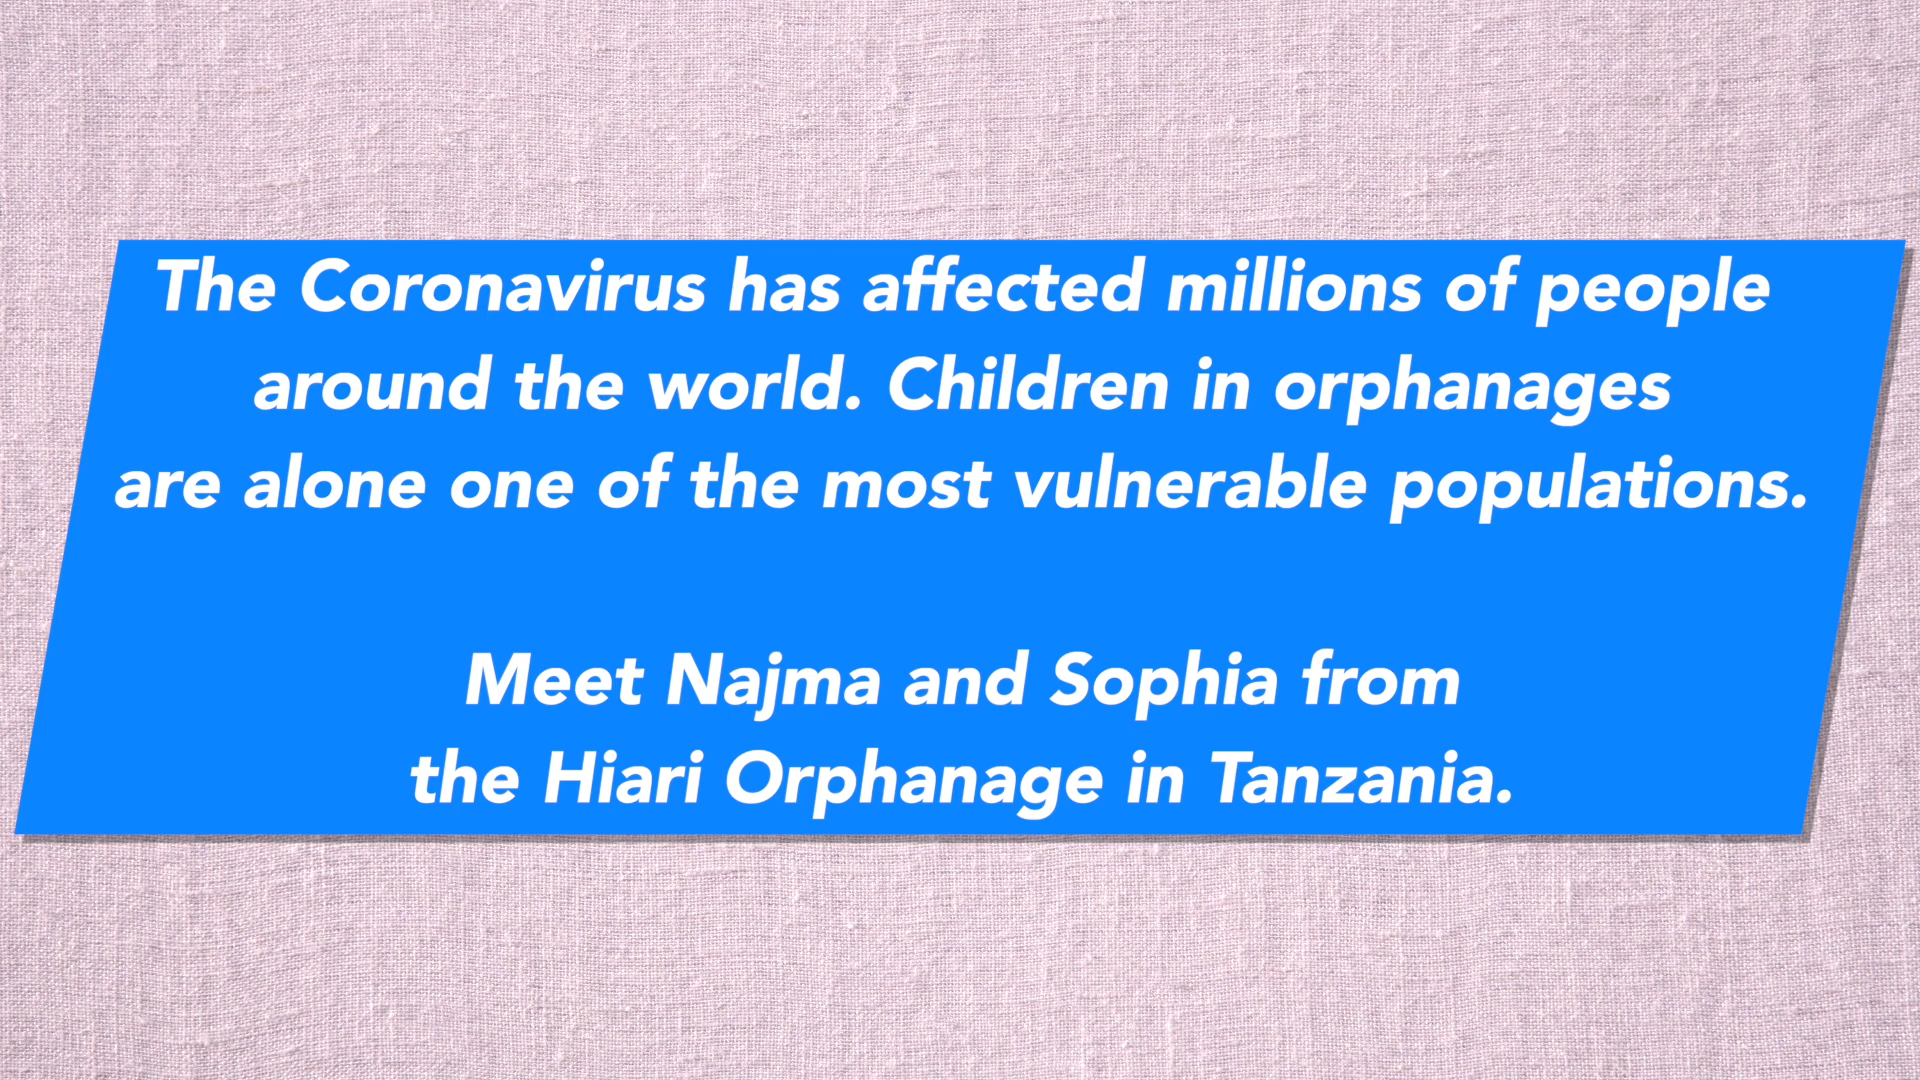 The Coronavirus has affected millions of people
around the world. Children in orphanages
are alone one of the most vulnerable populations.
Meet Najma and Sophia from
the Hiari Orphanage in Tanzania.